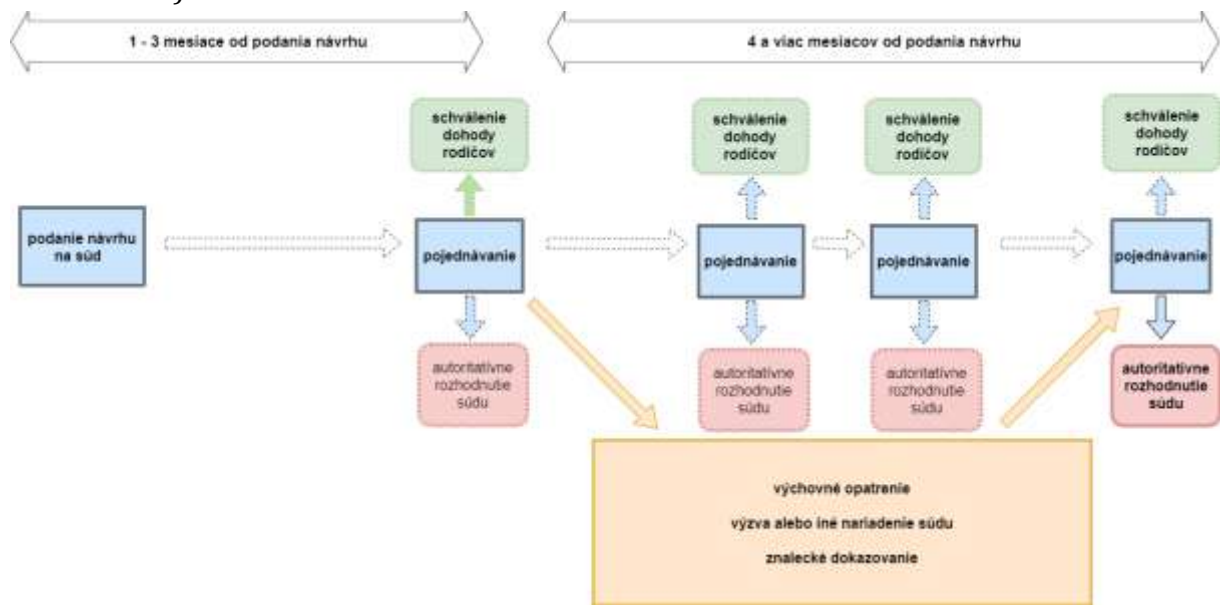 1 - 3 mesiace od podania návrhu
4 a viac mesiacov od podania návrhu
schválenie
dohody
rodičov
schválenie
dohody
rodičov
schválenie
dohody
rodičov
schválenie
dohody
rodičov
podanie návrhu
na súd
pojednávanie
pojednávanie
pojednávanie
pojednávanie
autoritatívne
rozhodnutie
súdu
autoritatívne
rozhodnutie
súdu
autoritatívne
rozhodnutie
súdu
autoritatívne
rozhodnutie
súdu
výchovné opatrenie
výzva alebo iné nariadenie súdu
znalecké dokazovanie